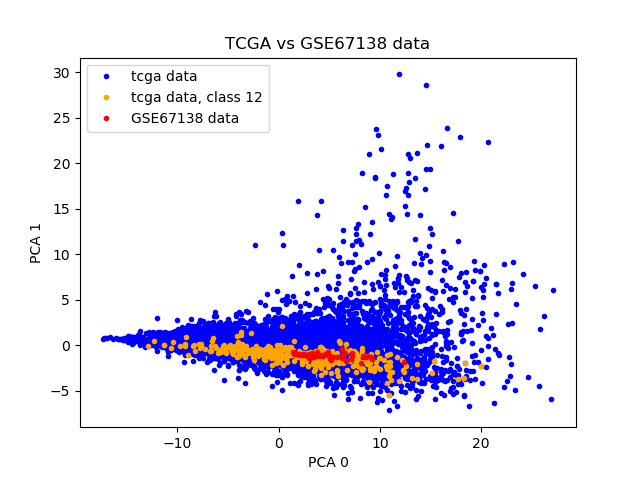 TCGA vs GSE67138 data
tcga data
tcga data, class 12
GSE67138 data
30
25
20
15
10
5
0
−5
PCA 1
−10
0
10
20
PCA 0